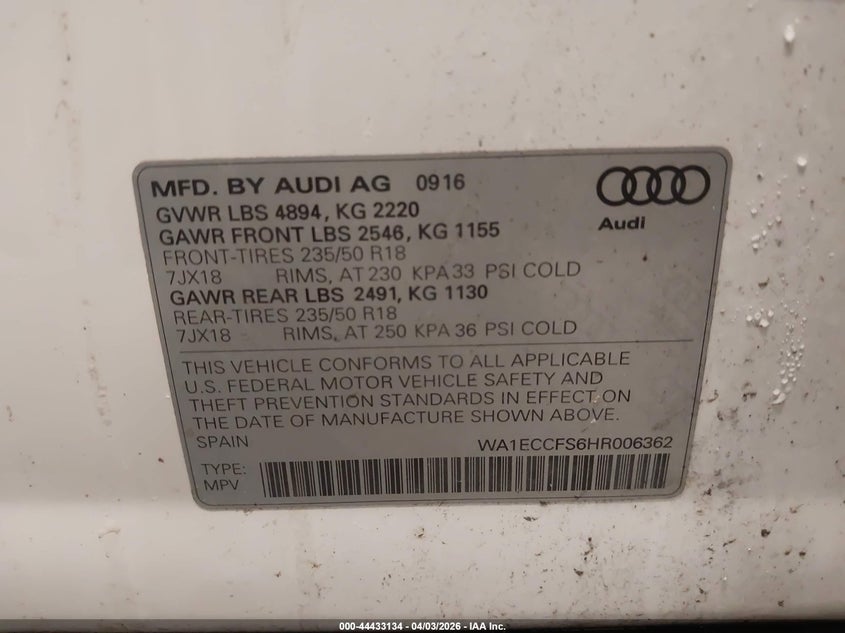 MFD. BY AUDI AG 0916
GVWR LBS 4894, KG 2220
GAWR FRONT LBS 2546, KG 1155
FRONT-TIRES 235/50 R18
7JX18 RIMS, AT 230 KPA 33 PSI COLD
GAWR REAR LBS 2491, KG 1130
REAR-TIRES 235/50 R18
7JX18 RIMS, AT 250 KPA 36 PSI COLD
Audi
THIS VEHICLE CONFORMS TO ALL APPLICABLE
U.S. FEDERAL MOTOR VEHICLE SAFETY AND
THEFT PREVENTION STANDARDS IN EFFECT ON
THE DATE OF MANUFACTURE SHOWN ABOVE.
SPAIN WA1ECCFS6HR006362
TYPE:
MPV
000-44433134 - 04/03/2026 - IAA Inc.